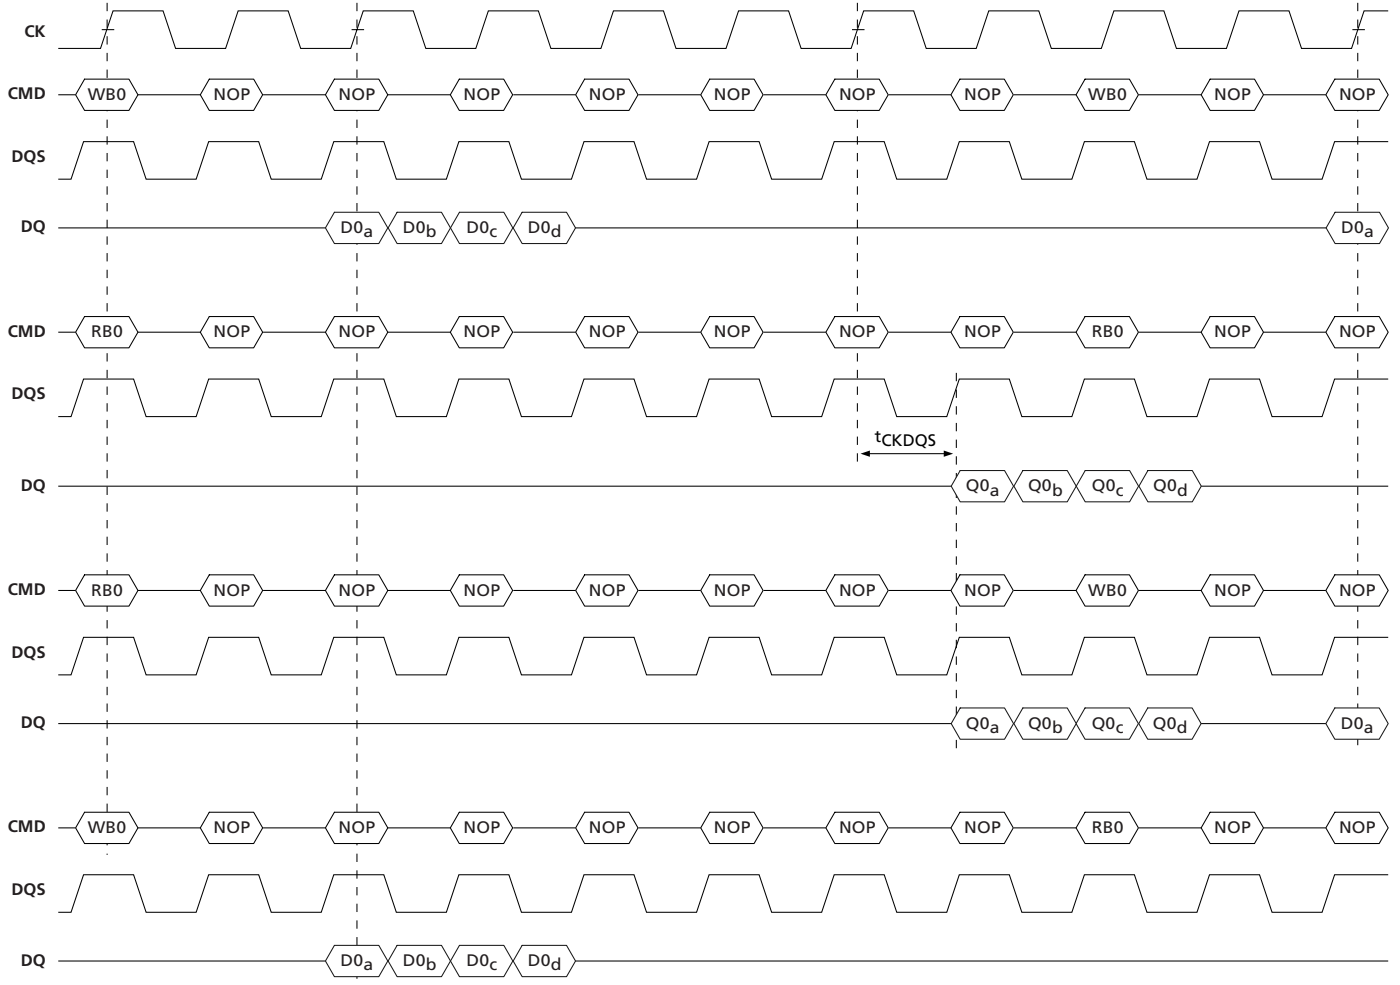 CK
CMD WB0 NOP NOP NOP NOP NOP NOP NOP WB0 NOP NOP
DQS
DQ D0a D0b D0c D0d D0a
CMD RB0 NOP NOP NOP NOP NOP NOP NOP RB0 NOP NOP
DQS
tCKDQS
DQ Q0a Q0b Q0c Q0d
CMD RB0 NOP NOP NOP NOP NOP NOP NOP WB0 NOP NOP
DQS
DQ Q0a Q0b Q0c Q0d D0a
CMD WB0 NOP NOP NOP NOP NOP NOP NOP RB0 NOP NOP
DQS
DQ D0a D0b D0c D0d